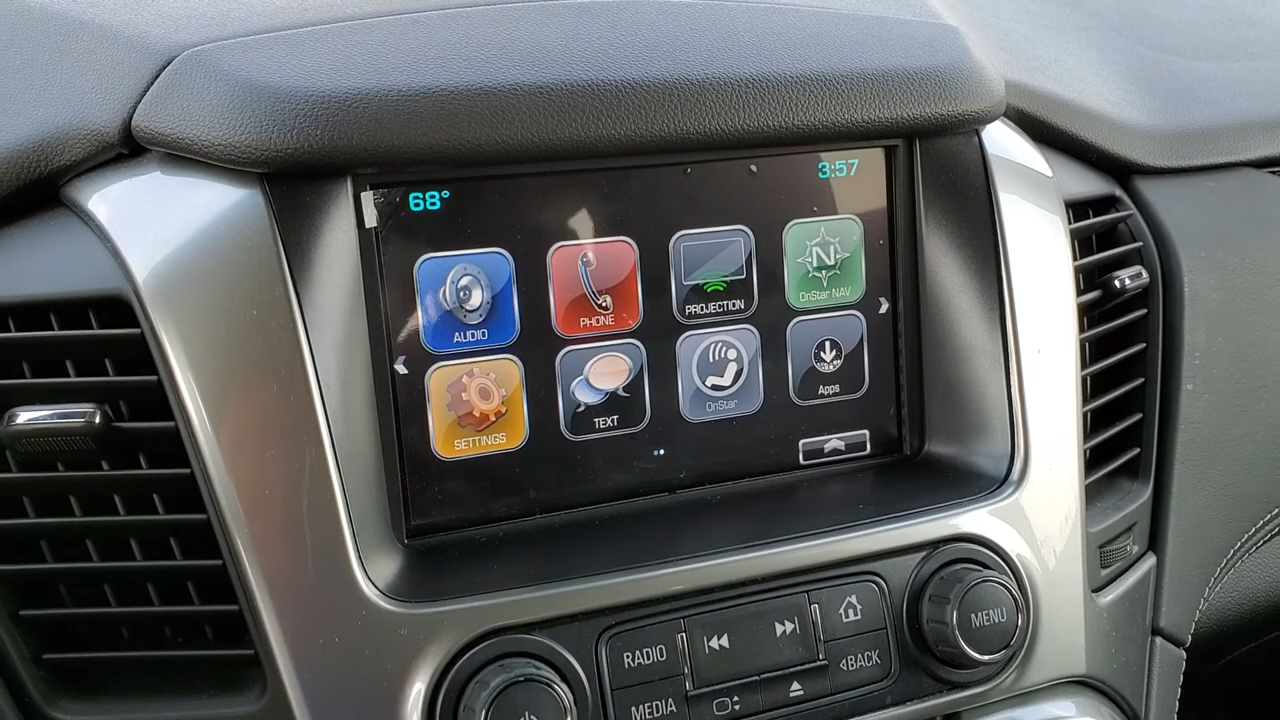 68°
3:57
AUDIO
PHONE
PROJECTION
N
OnStar NAV
SETTINGS
TEXT
OnStar
Apps
RADIO
MENU
BACK
MEDIA